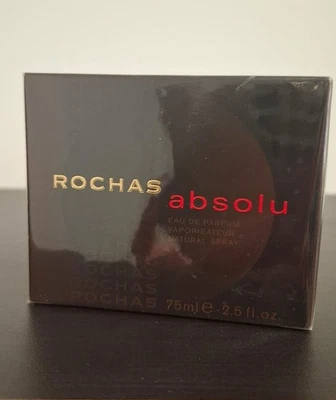 ROCHAS absolu
EAU DE PARFUM
VAPORISATEUR
NATURAL SPRAY
ROCHAS
ROCHAS
ROCHAS
75ml e - 2.5 fl.oz.